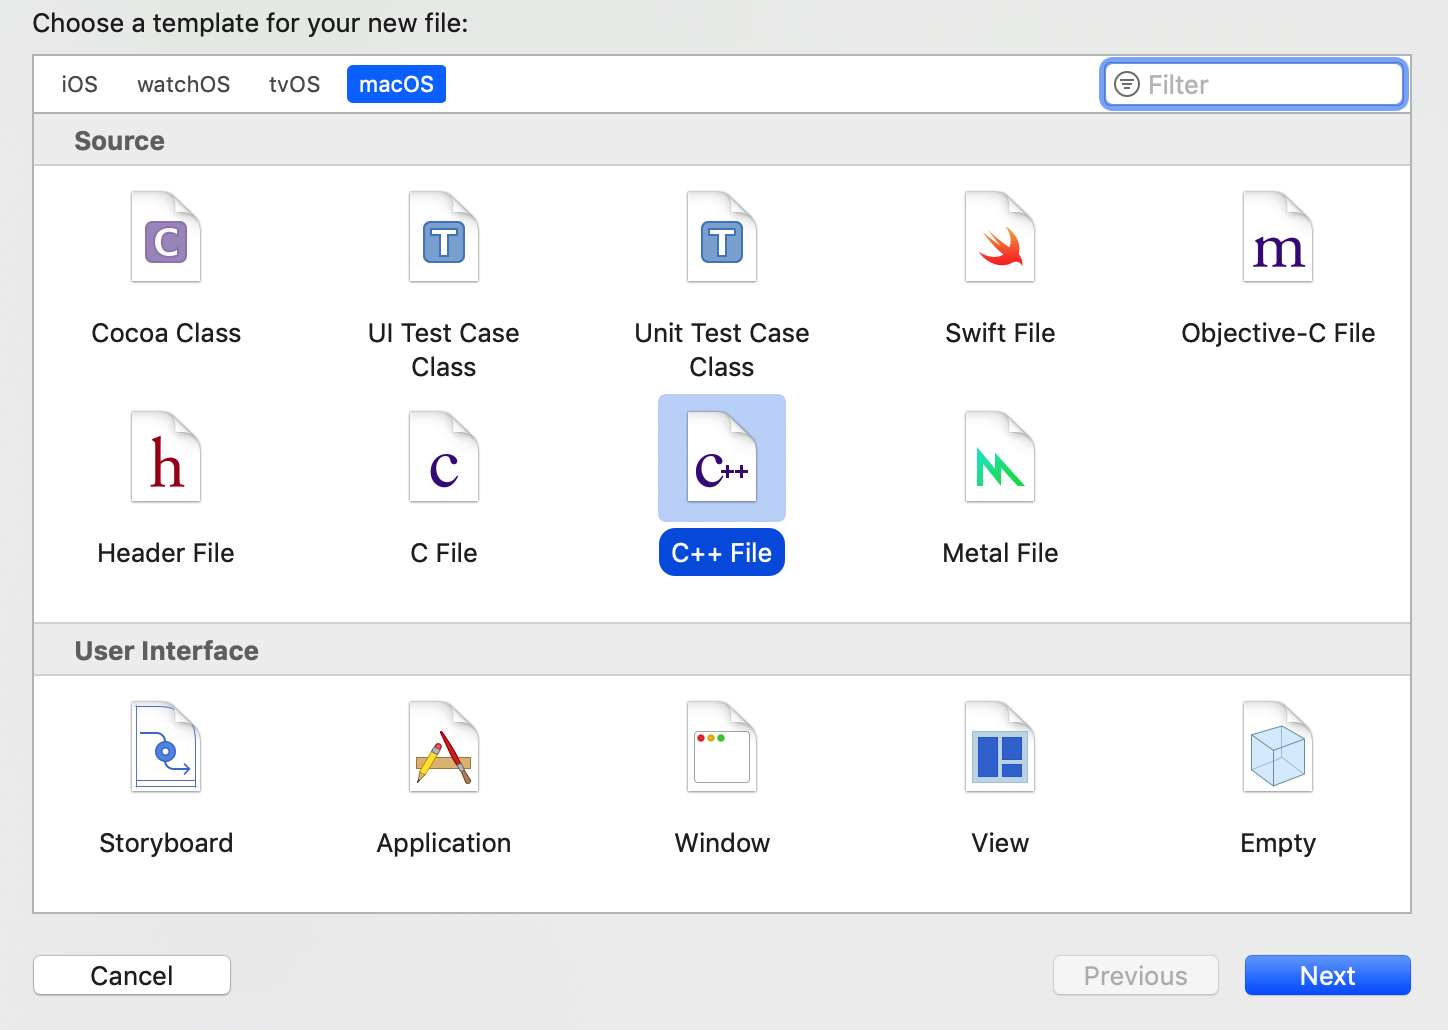 Choose a template for your new file:
iOS watchOS tvOS macOS Filter
Source
C T T m
Cocoa Class UI Test Case Unit Test Case Swift File Objective-C File
Class Class
h c C++
Header File C File C++ File Metal File
User Interface
Storyboard Application Window View Empty
Cancel Previous Next